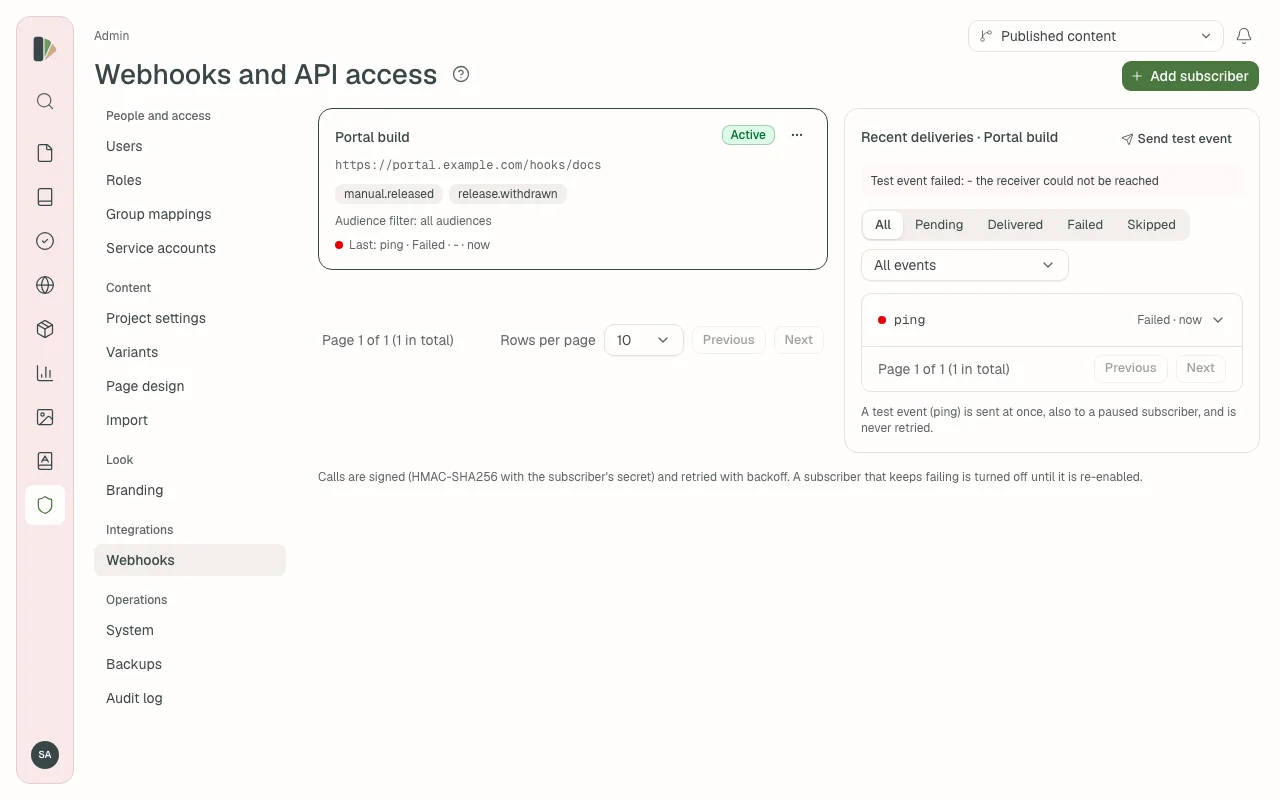 Admin
Published content
Webhooks and API access
Add subscriber
People and access
Users
Roles
Group mappings
Service accounts
Content
Project settings
Variants
Page design
Import
Look
Branding
Integrations
Webhooks
Operations
System
Backups
Audit log
SA
Portal build
Active
https://portal.example.com/hooks/docs
manual.released release.withdrawn
Audience filter: all audiences
Last: ping · Failed · - · now
Page 1 of 1 (1 in total)
Rows per page 10 Previous Next
Recent deliveries · Portal build
Send test event
Test event failed: - the receiver could not be reached
All Pending Delivered Failed Skipped
All events
ping Failed · now
Page 1 of 1 (1 in total) Previous Next
A test event (ping) is sent at once, also to a paused subscriber, and is
never retried.
Calls are signed (HMAC-SHA256 with the subscriber's secret) and retried with backoff. A subscriber that keeps failing is turned off until it is re-enabled.